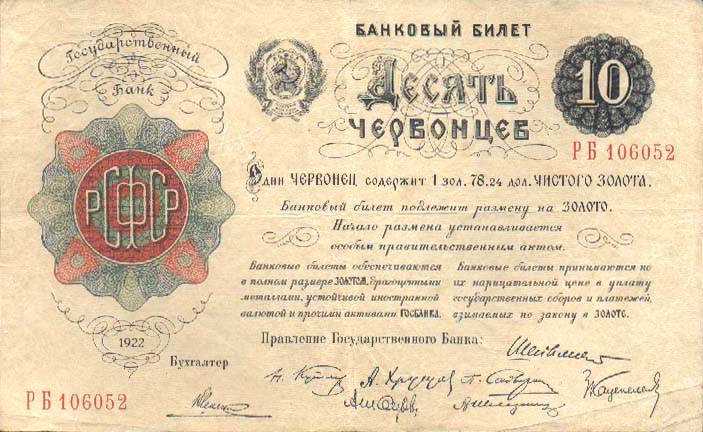 Государственный
Банк
БАНКОВЫЙ БИЛЕТ
ДЕСЯТЬ
ЧЕРВОНЦЕВ
10
РБ 106052
ОДИН ЧЕРВОНЕЦ СОДЕРЖИТ 1 ЗОЛ. 78.24 ДОЛ. ЧИСТОГО ЗОЛОТА.
Банковый билет подлежит размену на ЗОЛОТО.
Начало размена устанавливается
особым правительственным актом.
РСФСР
Банковые билеты обеспечиваются
в полном размере ЗОЛОТОМ, драгоценными
металлами, устойчивой иностранной
валютой и прочими активами ГОСБАНКА.
Банковые билеты принимаются по
их нарицательной цене в уплату
государственных сборов и платежей,
взимаемых по закону в ЗОЛОТЕ.
1922
Правление Государственного Банка:
Бухгалтер
РБ 106052